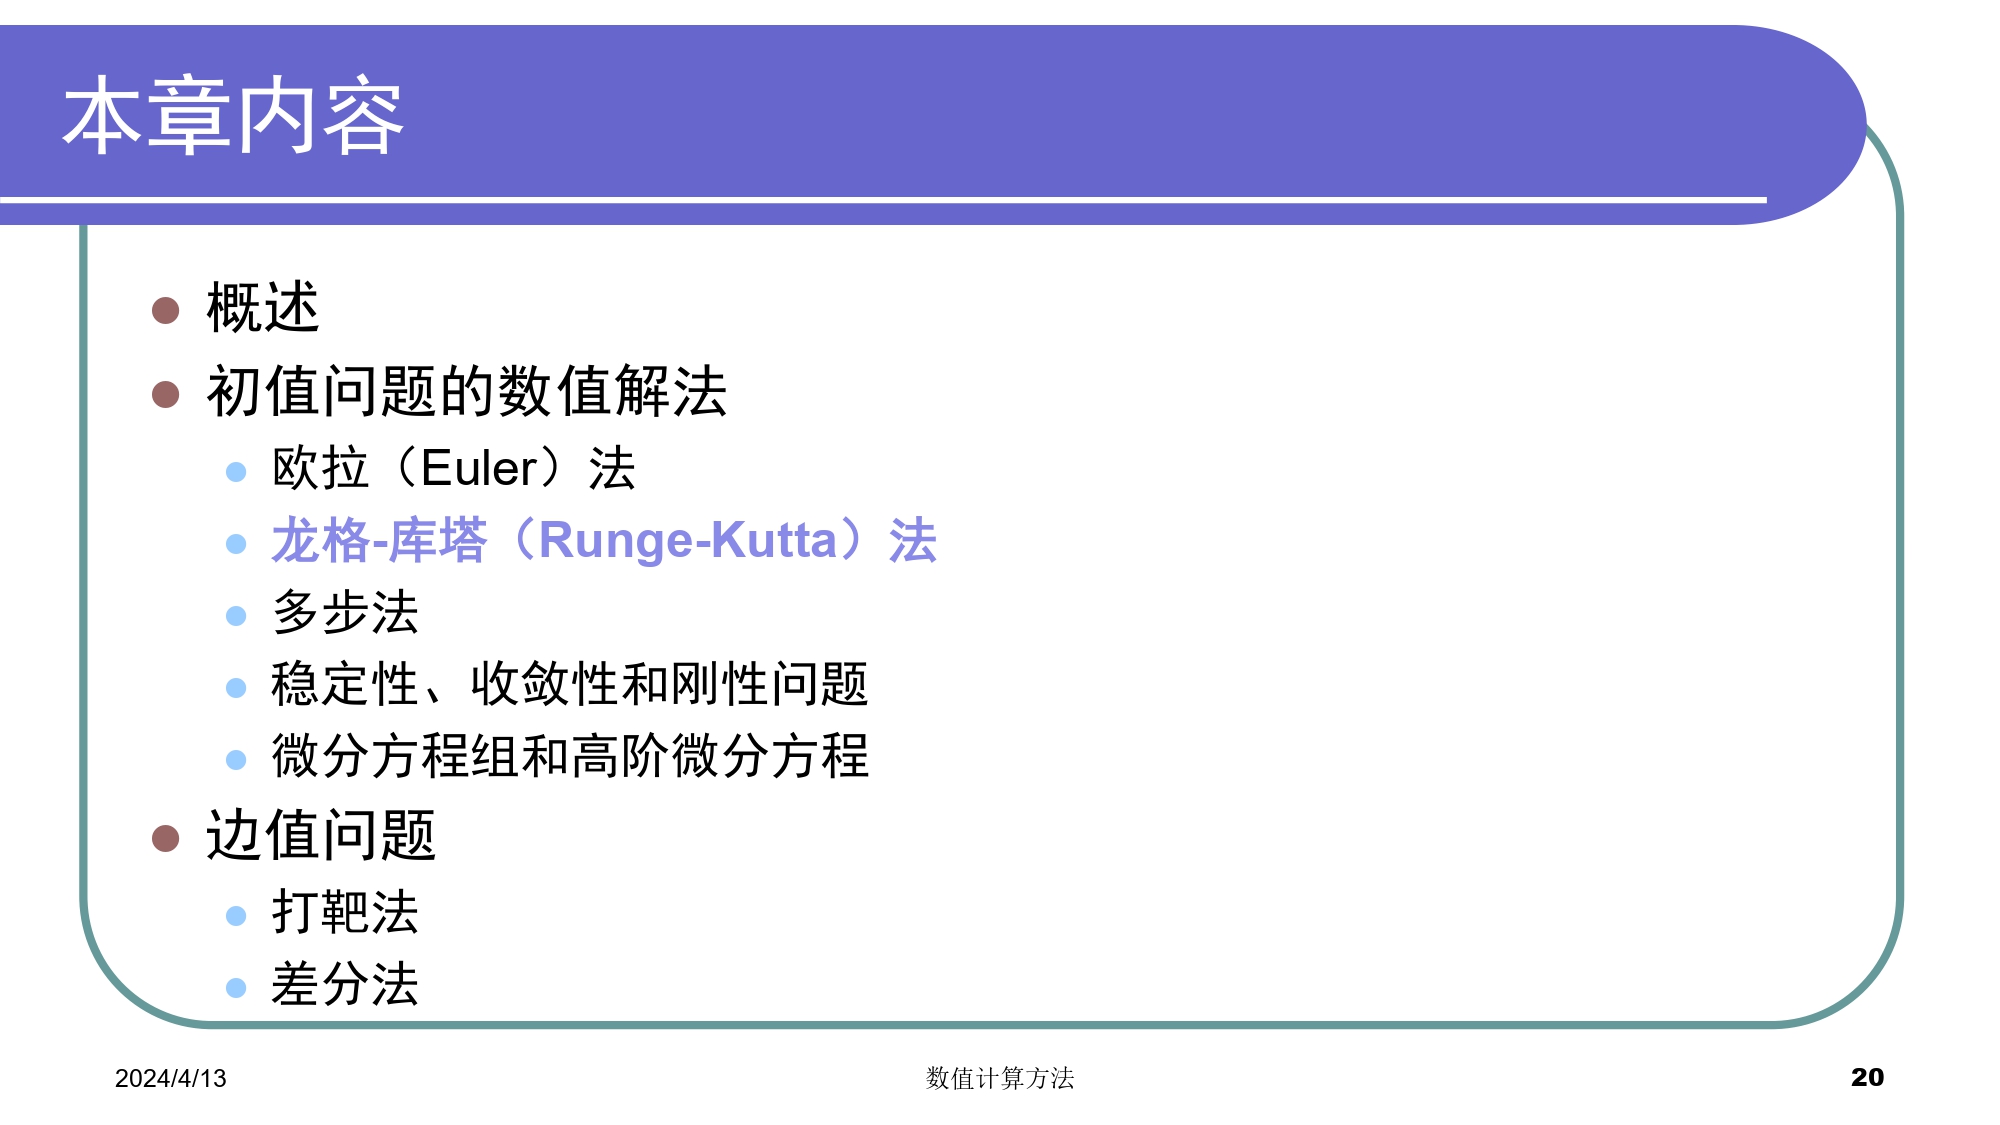 本章内容
概述
初值问题的数值解法
欧拉（Euler）法
龙格-库塔（Runge-Kutta）法
多步法
稳定性、收敛性和刚性问题
微分方程组和高阶微分方程
边值问题
打靶法
差分法
2024/4/13
数值计算方法
20